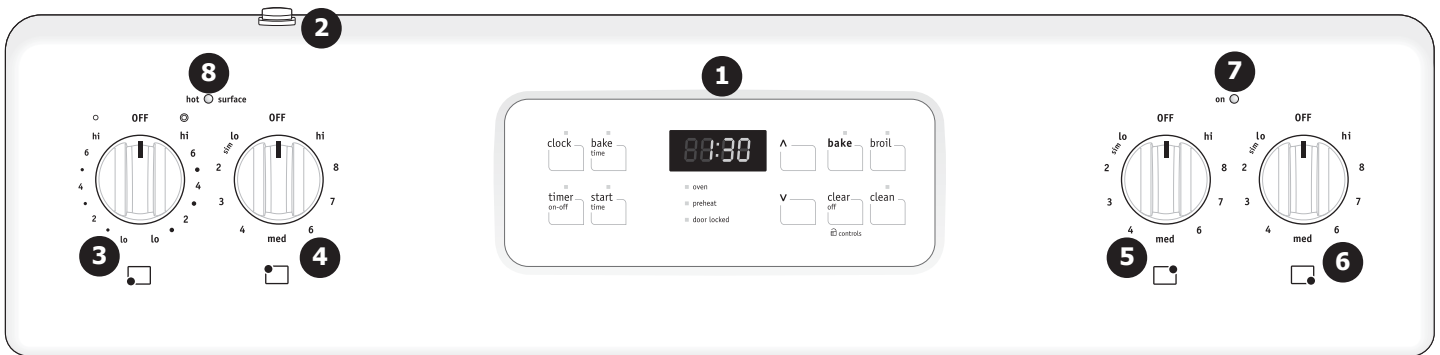 2
8
1
7
hot surface
on
OFF
hi
hi
6
6
4
4
2
2
lo
lo
OFF
lo
sim
hi
2
8
3
7
4
6
med
clock
bake
time
timer
on-off
start
time
1:30
oven
preheat
door locked
^
v
bake
broil
clear
off
clean
controls
OFF
lo
sim
hi
2
8
3
7
4
6
med
OFF
lo
sim
hi
2
8
3
7
4
6
med
3
4
5
6